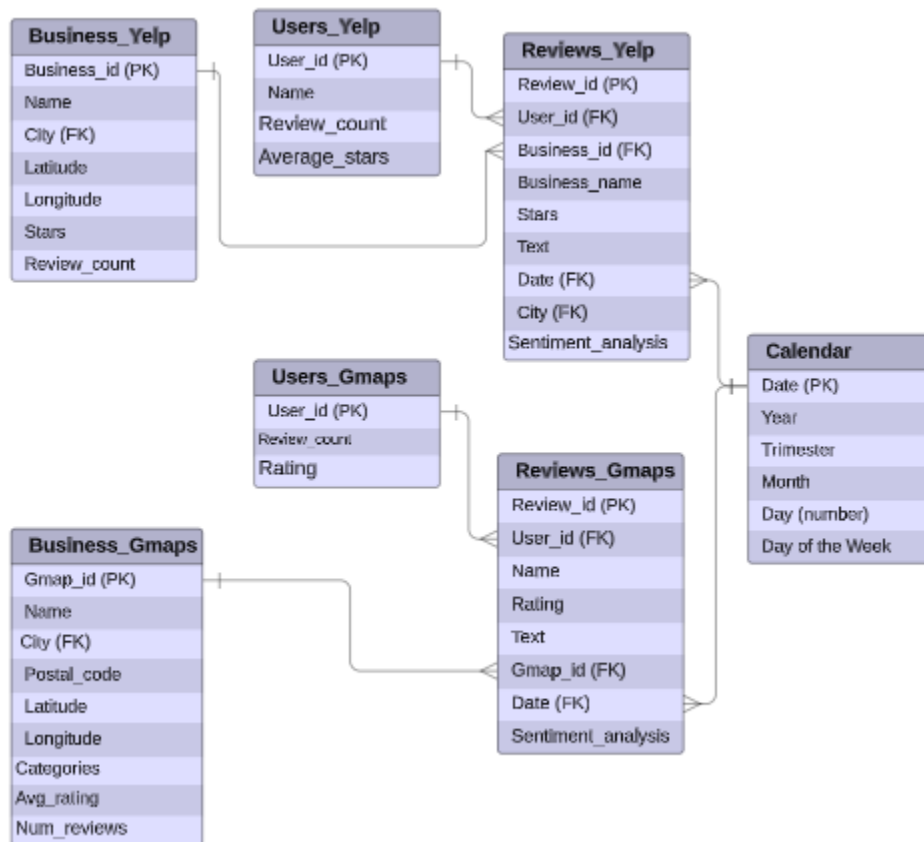 Business_Yelp
Business_id (PK)
Name
City (FK)
Latitude
Longitude
Stars
Review_count
Users_Yelp
User_id (PK)
Name
Review_count
Average_stars
Reviews_Yelp
Review_id (PK)
User_id (FK)
Business_id (FK)
Business_name
Stars
Text
Date (FK)
City (FK)
Sentiment_analysis
Users_Gmaps
User_id (PK)
Review_count
Rating
Calendar
Date (PK)
Year
Trimester
Month
Day (number)
Day of the Week
Reviews_Gmaps
Review_id (PK)
User_id (FK)
Name
Rating
Text
Gmap_id (FK)
Date (FK)
Sentiment_analysis
Business_Gmaps
Gmap_id (PK)
Name
City (FK)
Postal_code
Latitude
Longitude
Categories
Avg_rating
Num_reviews